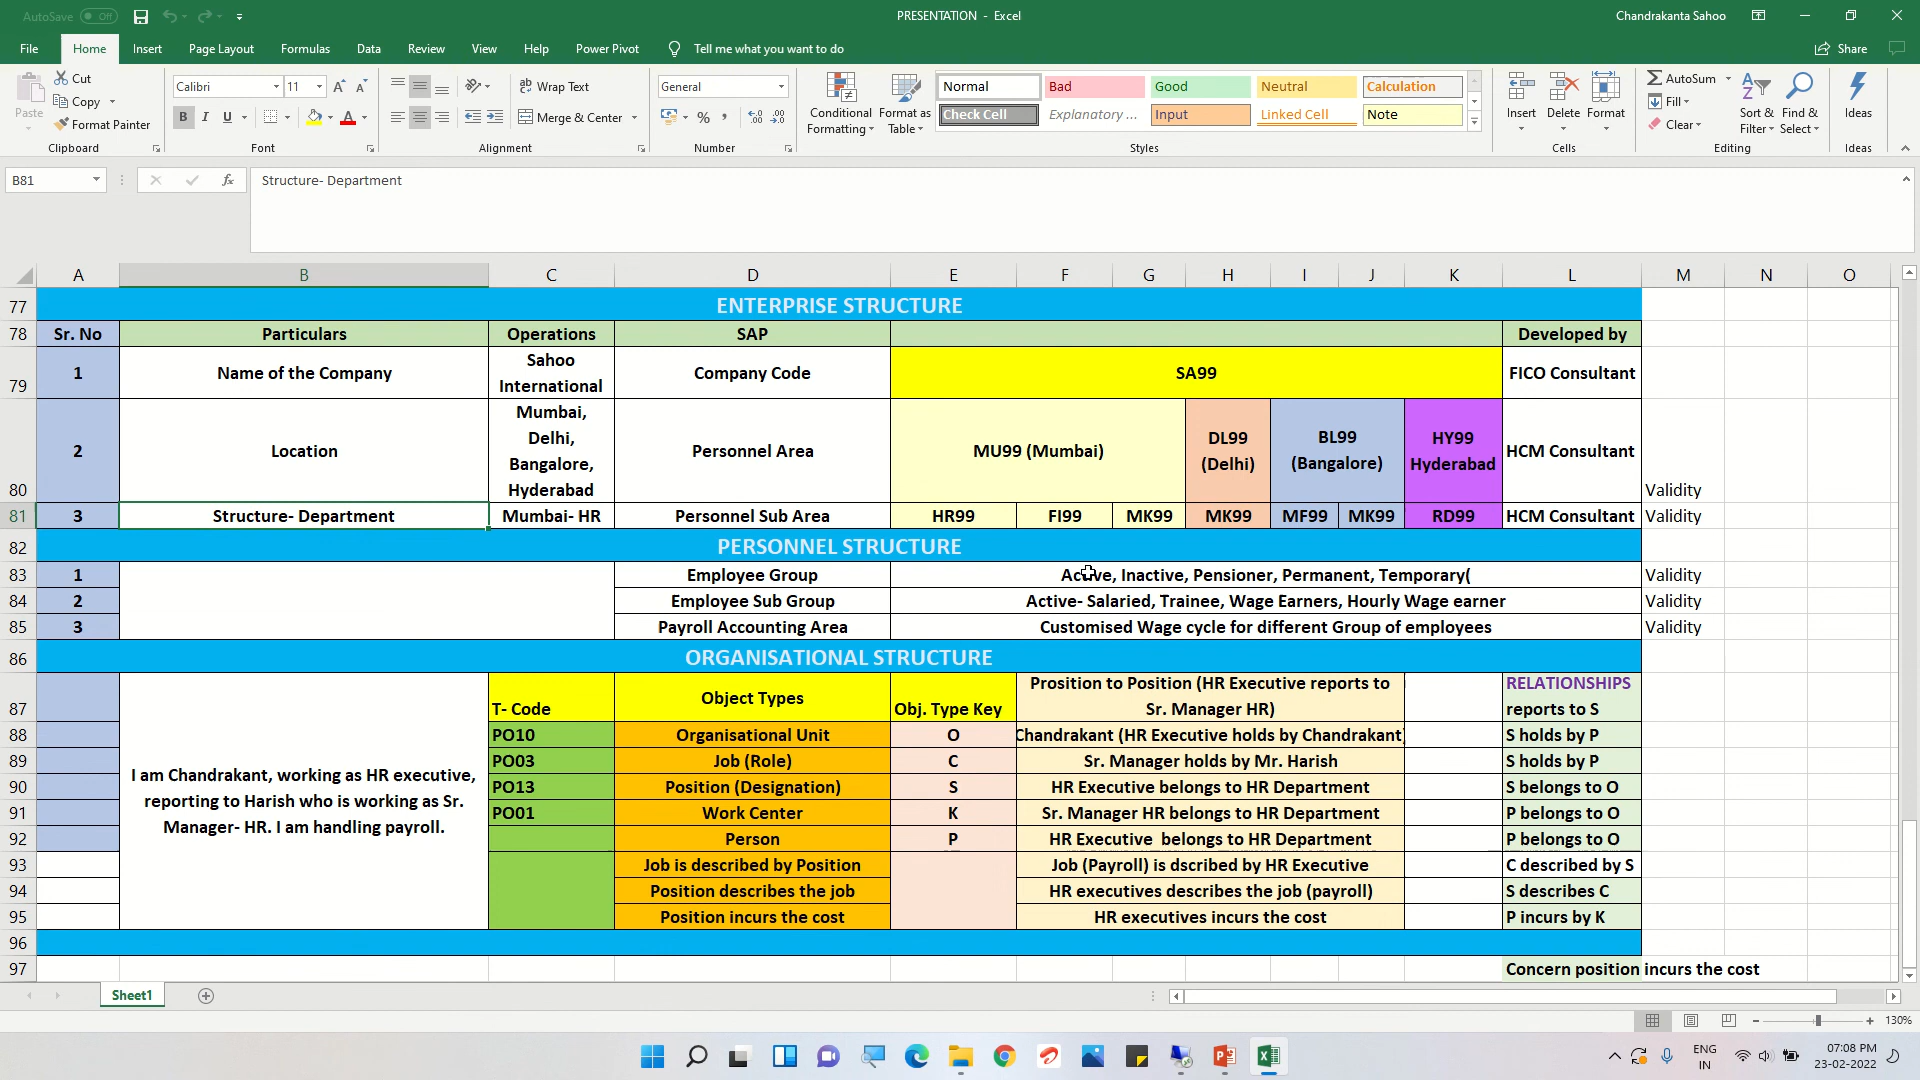 AutoSave Off
PRESENTATION - Excel
Chandrakanta Sahoo
File Home Insert Page Layout Formulas Data Review View Help Power Pivot Tell me what you want to do Share
Paste
Cut
Copy
Format Painter
Clipboard
Calibri 11
B I U
Font
Wrap Text
Merge & Center
Alignment
General
Number
Conditional Formatting
Format as Table
Normal Bad Good Neutral Calculation
Check Cell Explanatory ... Input Linked Cell Note
Styles
Insert Delete Format
Cells
AutoSum
Fill
Clear
Sort & Filter
Find & Select
Editing
Ideas
Ideas
B81 fx Structure- Department
A B C D E F G H I J K L M N O
77 ENTERPRISE STRUCTURE
78 Sr. No Particulars Operations SAP Developed by
79 1 Name of the Company Sahoo International Company Code SA99 FICO Consultant
80 2 Location Mumbai, Delhi, Bangalore, Hyderabad Personnel Area MU99 (Mumbai) DL99 (Delhi) BL99 (Bangalore) HY99 Hyderabad HCM Consultant Validity
81 3 Structure- Department Mumbai- HR Personnel Sub Area HR99 FI99 MK99 MK99 MF99 MK99 RD99 HCM Consultant Validity
82 PERSONNEL STRUCTURE
83 1 Employee Group Active, Inactive, Pensioner, Permanent, Temporary( Validity
84 2 Employee Sub Group Active- Salaried, Trainee, Wage Earners, Hourly Wage earner Validity
85 3 Payroll Accounting Area Customised Wage cycle for different Group of employees Validity
86 ORGANISATIONAL STRUCTURE
87 T- Code Object Types Obj. Type Key Prosition to Position (HR Executive reports to Sr. Manager HR) RELATIONSHIPS reports to S
88 PO10 Organisational Unit O Chandrakant (HR Executive holds by Chandrakant) S holds by P
89 PO03 Job (Role) C Sr. Manager holds by Mr. Harish S holds by P
90 PO13 Position (Designation) S HR Executive belongs to HR Department S belongs to O
I am Chandrakant, working as HR executive,
reporting to Harish who is working as Sr.
Manager- HR. I am handling payroll.
91 PO01 Work Center K Sr. Manager HR belongs to HR Department P belongs to O
92 Person P HR Executive belongs to HR Department P belongs to O
93 Job is described by Position Job (Payroll) is dscribed by HR Executive C described by S
94 Position describes the job HR executives describes the job (payroll) S describes C
95 Position incurs the cost HR executives incurs the cost P incurs by K
96
97 Concern position incurs the cost
Sheet1
130%
ENG
IN
07:08 PM
23-02-2022